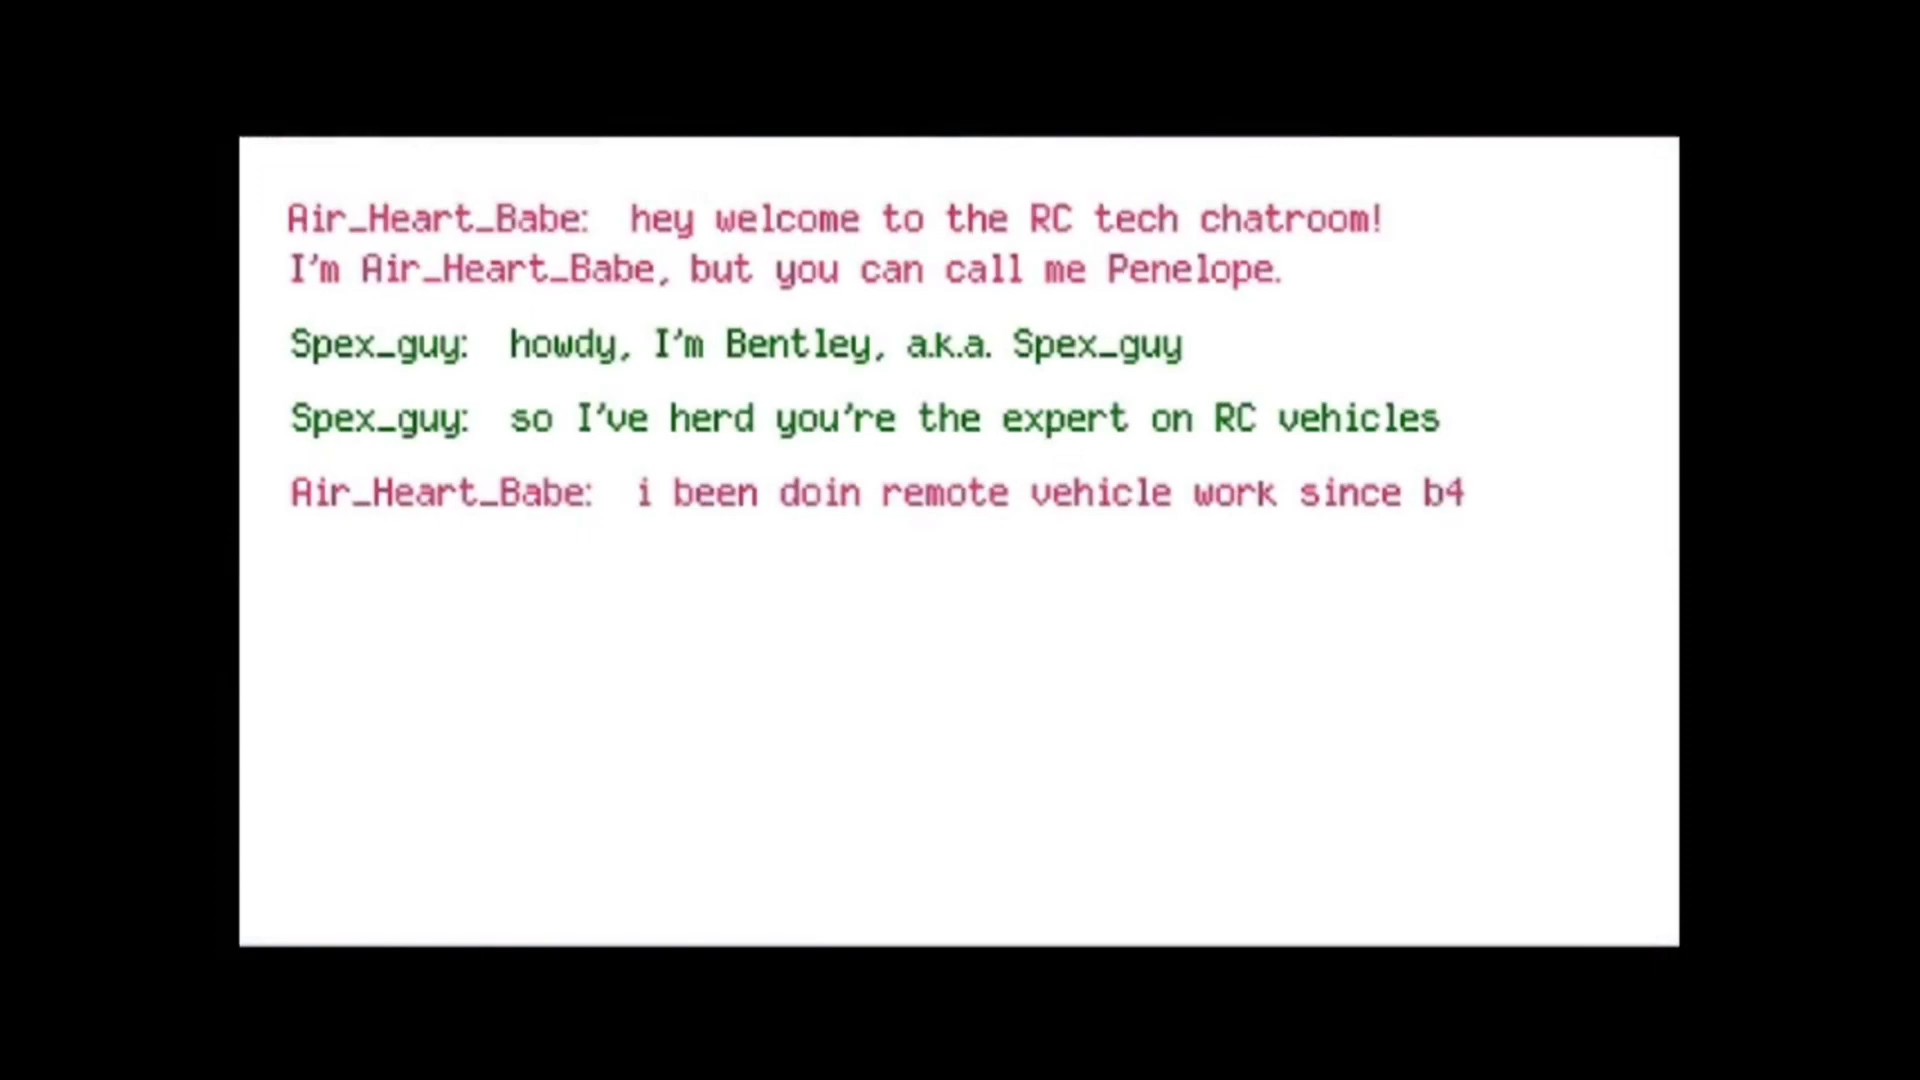 Air_Heart_Babe: hey welcome to the RC tech chatroom!
I'm Air_Heart_Babe, but you can call me Penelope.
Spex_guy: howdy, I'm Bentley, a.k.a. Spex_guy
Spex_guy: so I've herd you're the expert on RC vehicles
Air_Heart_Babe: i been doin remote vehicle work since b4